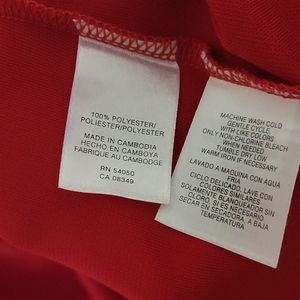 100% POLYESTER/
POLIESTER/POLYESTER
MADE IN CAMBODIA
HECHO EN CAMBOYA
FABRIQUE AU CAMBODGE
RN 54050
CA 08349
MACHINE WASH COLD
GENTLE CYCLE
WITH LIKE COLORS
ONLY NON-CHLORINE BLEACH
WHEN NEEDED
TUMBLE DRY LOW
WARM IRON IF NECESSARY
LAVADO A MAQUINA CON AGUA
FRIA
CICLO DELICADO, LAVE CON
COLORES SIMILARES
SOLAMENTE BLANQUEADOR SIN
CLORO, SI ES NECESARIO
SECAR EN SECADORA, A BAJA
TEMPERATURA